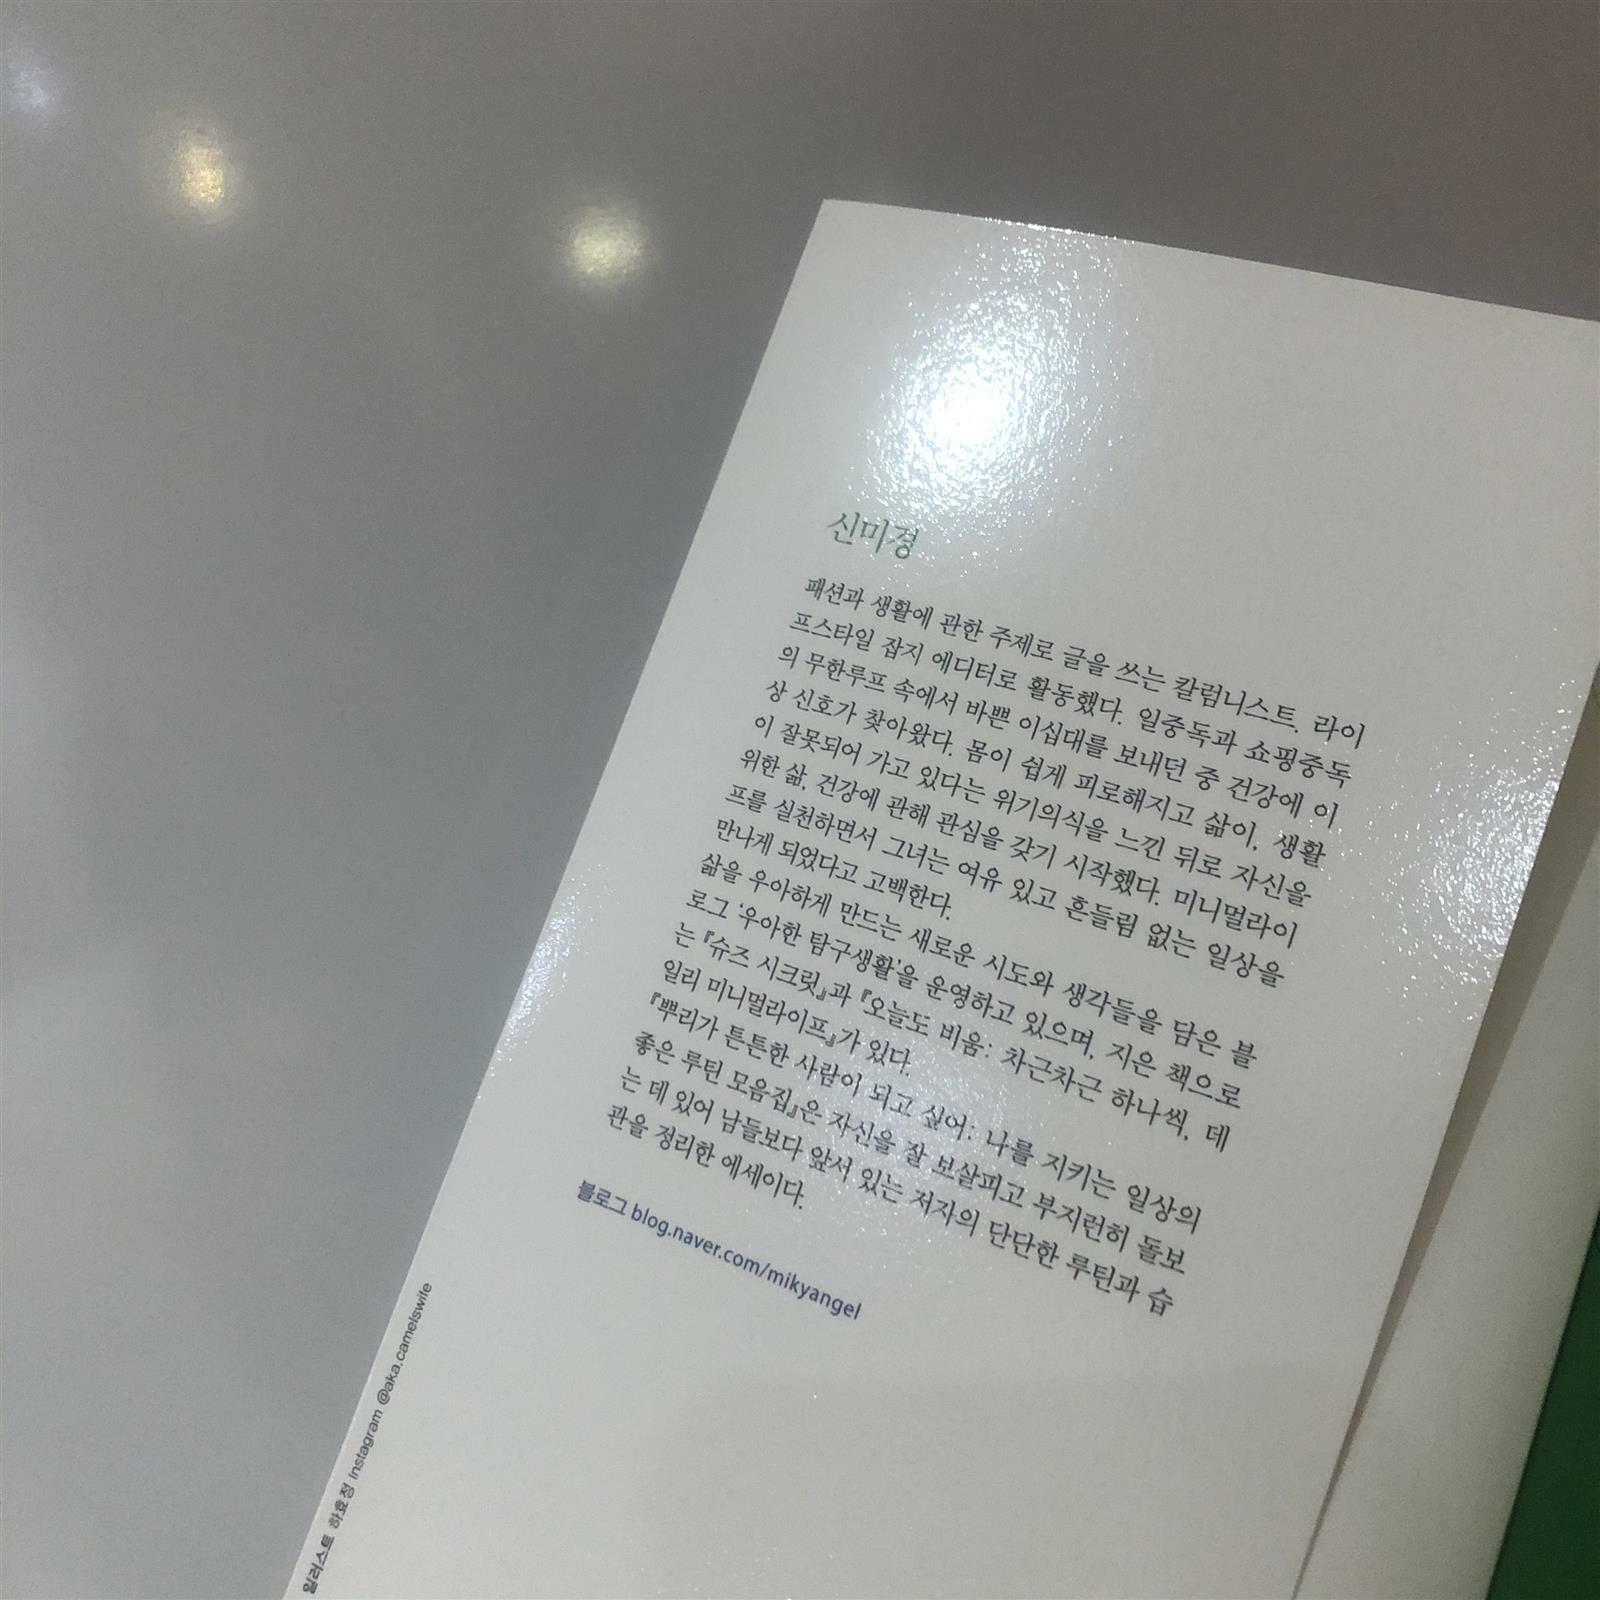 신미경
패션과 생활에 관한 주제로 글을 쓰는 칼럼니스트. 라이
프스타일 잡지 에디터로 활동했다. 일중독과 쇼핑중독
의 무한루프 속에서 바쁜 이십대를 보내던 중 건강에 이
상 신호가 찾아왔다. 몸이 쉽게 피로해지고 삶이, 생활
이 잘못되어 가고 있다는 위기의식을 느낀 뒤로 자신을
위한 삶, 건강에 관해 관심을 갖기 시작했다. 미니멀라이
프를 실천하면서 그녀는 여유 있고 흔들림 없는 일상을
만나게 되었다고 고백한다.
삶을 우아하게 만드는 새로운 시도와 생각들을 담은 블
로그 '우아한 탐구생활'을 운영하고 있으며, 지은 책으로
는 『슈즈 시크릿』과 『오늘도 비움: 차근차근 하나씩, 데
일리 미니멀라이프』가 있다.
『뿌리가 튼튼한 사람이 되고 싶어: 나를 지키는 일상의
좋은 루틴 모음집』은 자신을 잘 보살피고 부지런히 돌보
는 데 있어 남들보다 앞서 있는 저자의 단단한 루틴과 습
관을 정리한 에세이다.
블로그 blog.naver.com/mikyangel
일러스트 하효정 Instagram @aka.camelswife